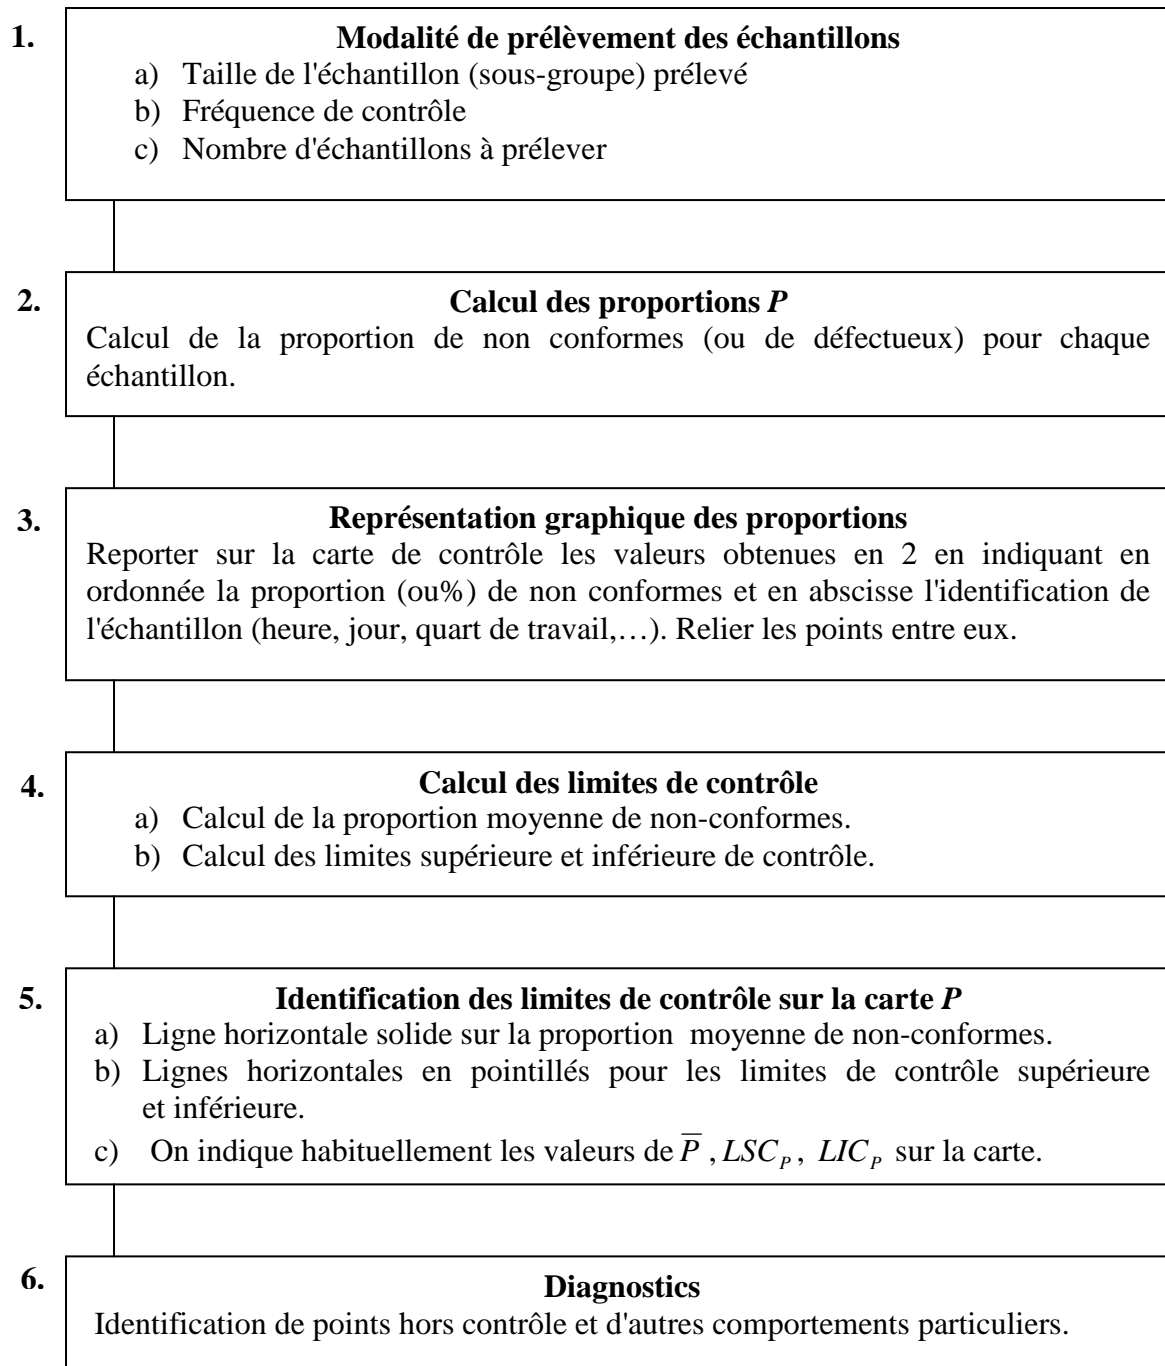 1.
Modalité de prélèvement des échantillons
a) Taille de l'échantillon (sous-groupe) prélevé
b) Fréquence de contrôle
c) Nombre d'échantillons à prélever
2.
Calcul des proportions P
Calcul de la proportion de non conformes (ou de défectueux) pour chaque
échantillon.
3.
Représentation graphique des proportions
Reporter sur la carte de contrôle les valeurs obtenues en 2 en indiquant en
ordonnée la proportion (ou%) de non conformes et en abscisse l'identification de
l'échantillon (heure, jour, quart de travail,…). Relier les points entre eux.
4.
Calcul des limites de contrôle
a) Calcul de la proportion moyenne de non-conformes.
b) Calcul des limites supérieure et inférieure de contrôle.
5.
Identification des limites de contrôle sur la carte P
a) Ligne horizontale solide sur la proportion moyenne de non-conformes.
b) Lignes horizontales en pointillés pour les limites de contrôle supérieure
et inférieure.
c) On indique habituellement les valeurs de P̅ , LSC_P , LIC_P sur la carte.
6.
Diagnostics
Identification de points hors contrôle et d'autres comportements particuliers.